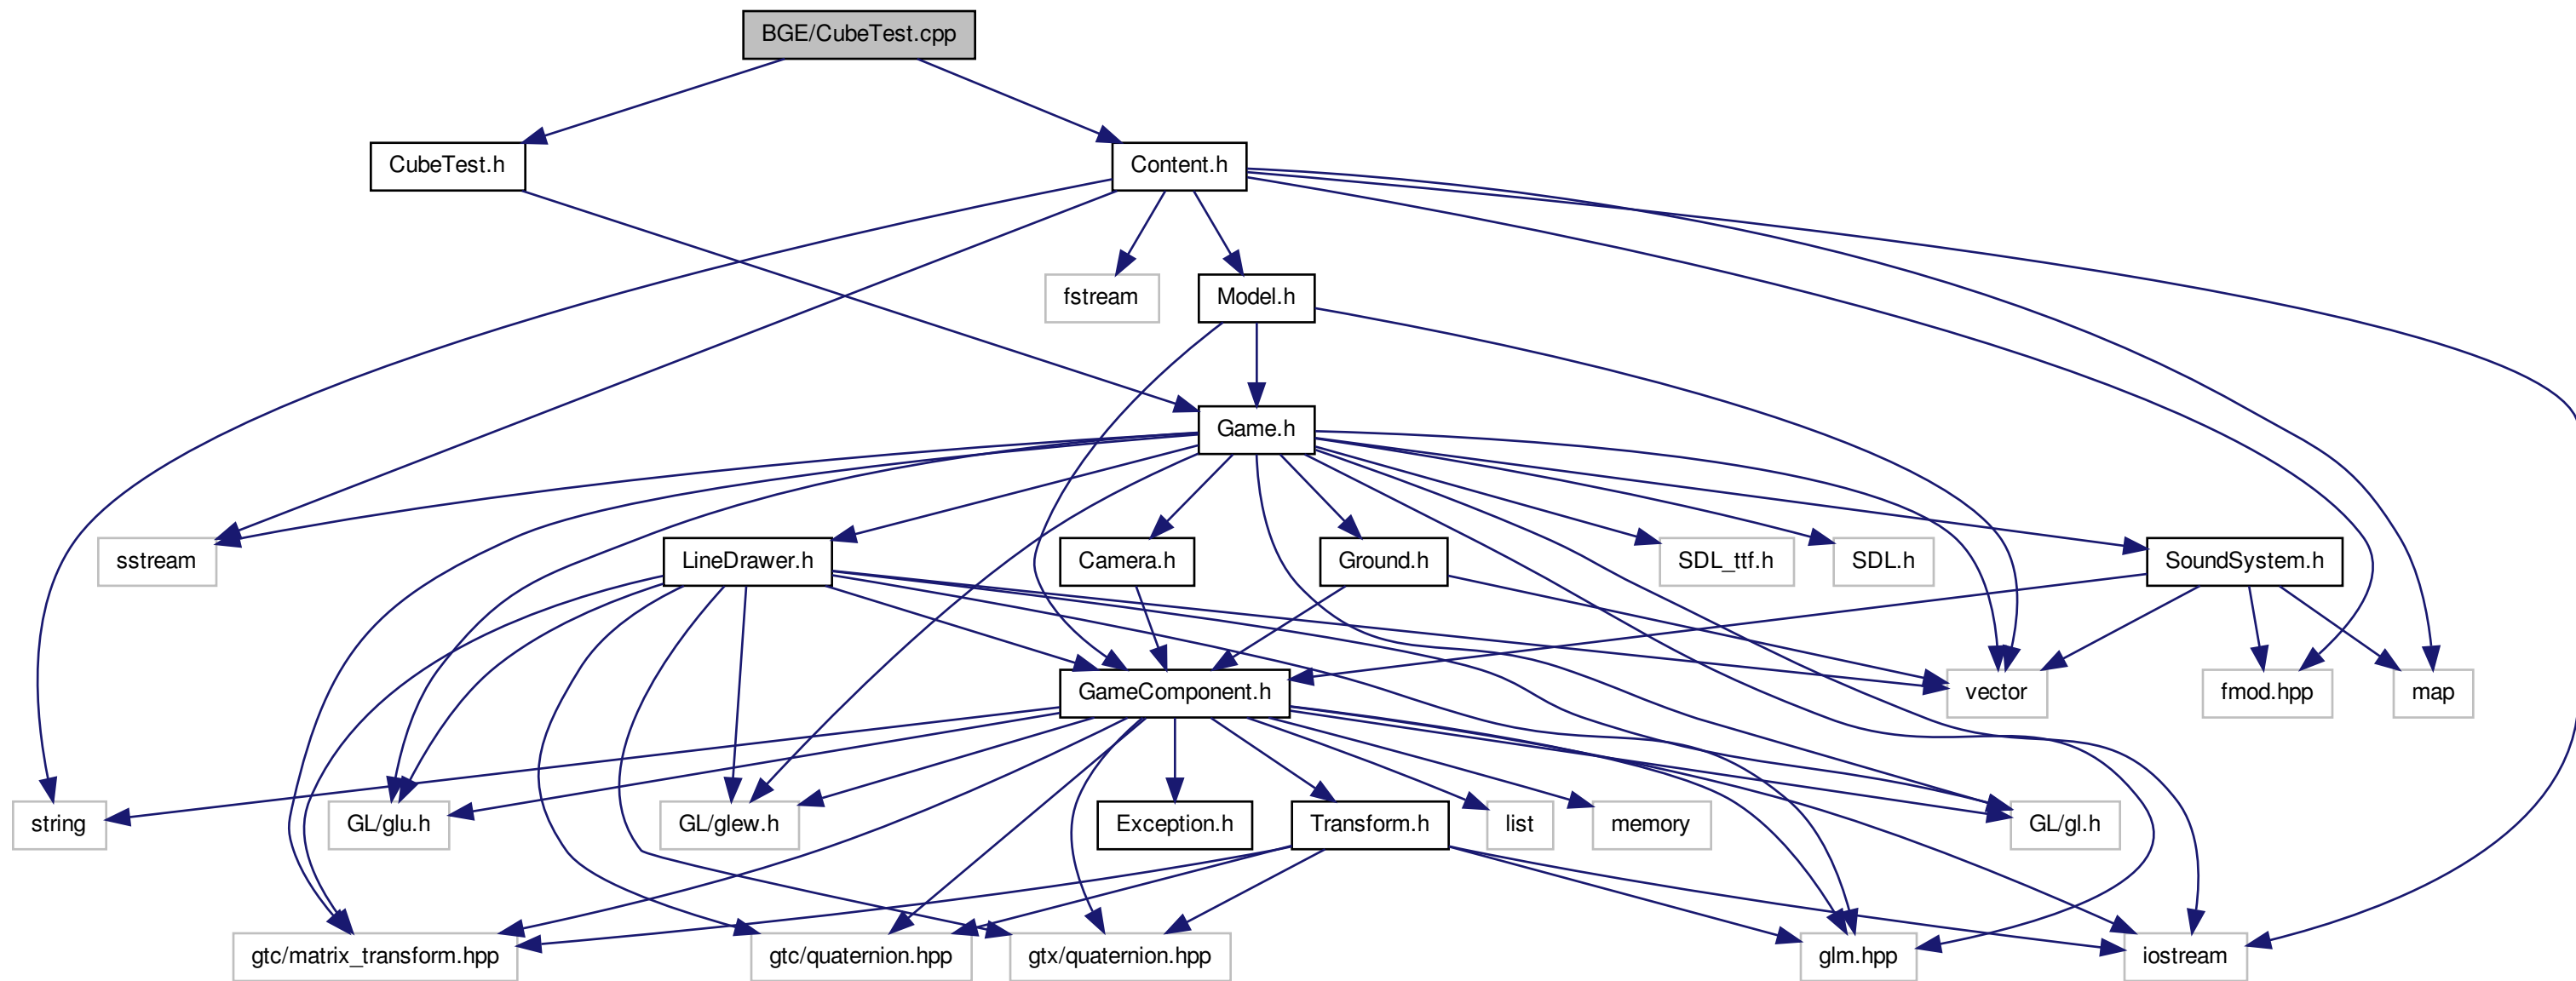 BGE/CubeTest.cpp
CubeTest.h
Content.h
fstream
Model.h
Game.h
sstream
LineDrawer.h
Camera.h
Ground.h
SDL_ttf.h
SDL.h
SoundSystem.h
GameComponent.h
vector
fmod.hpp
map
string
GL/glu.h
GL/glew.h
Exception.h
Transform.h
list
memory
GL/gl.h
gtc/matrix_transform.hpp
gtc/quaternion.hpp
gtx/quaternion.hpp
glm.hpp
iostream